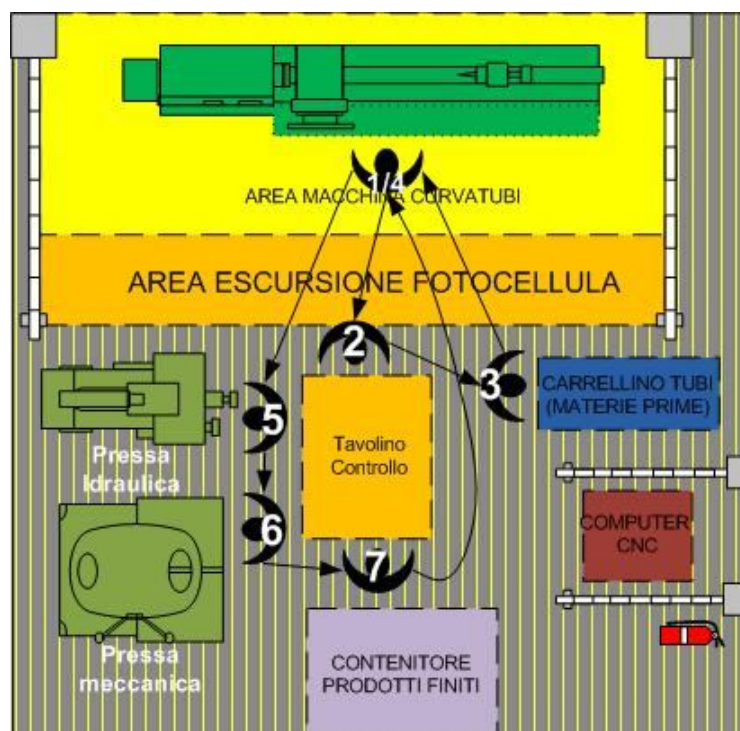 1/4
AREA MACCHINA CURVATUBI
AREA ESCURSIONE FOTOCELLULA
2
3
CARRELLINO TUBI
(MATERIE PRIME)
5
Tavolino
Controllo
Pressa
Idraulica
6
COMPUTER
CNC
7
Pressa
meccanica
CONTENITORE
PRODOTTI FINITI